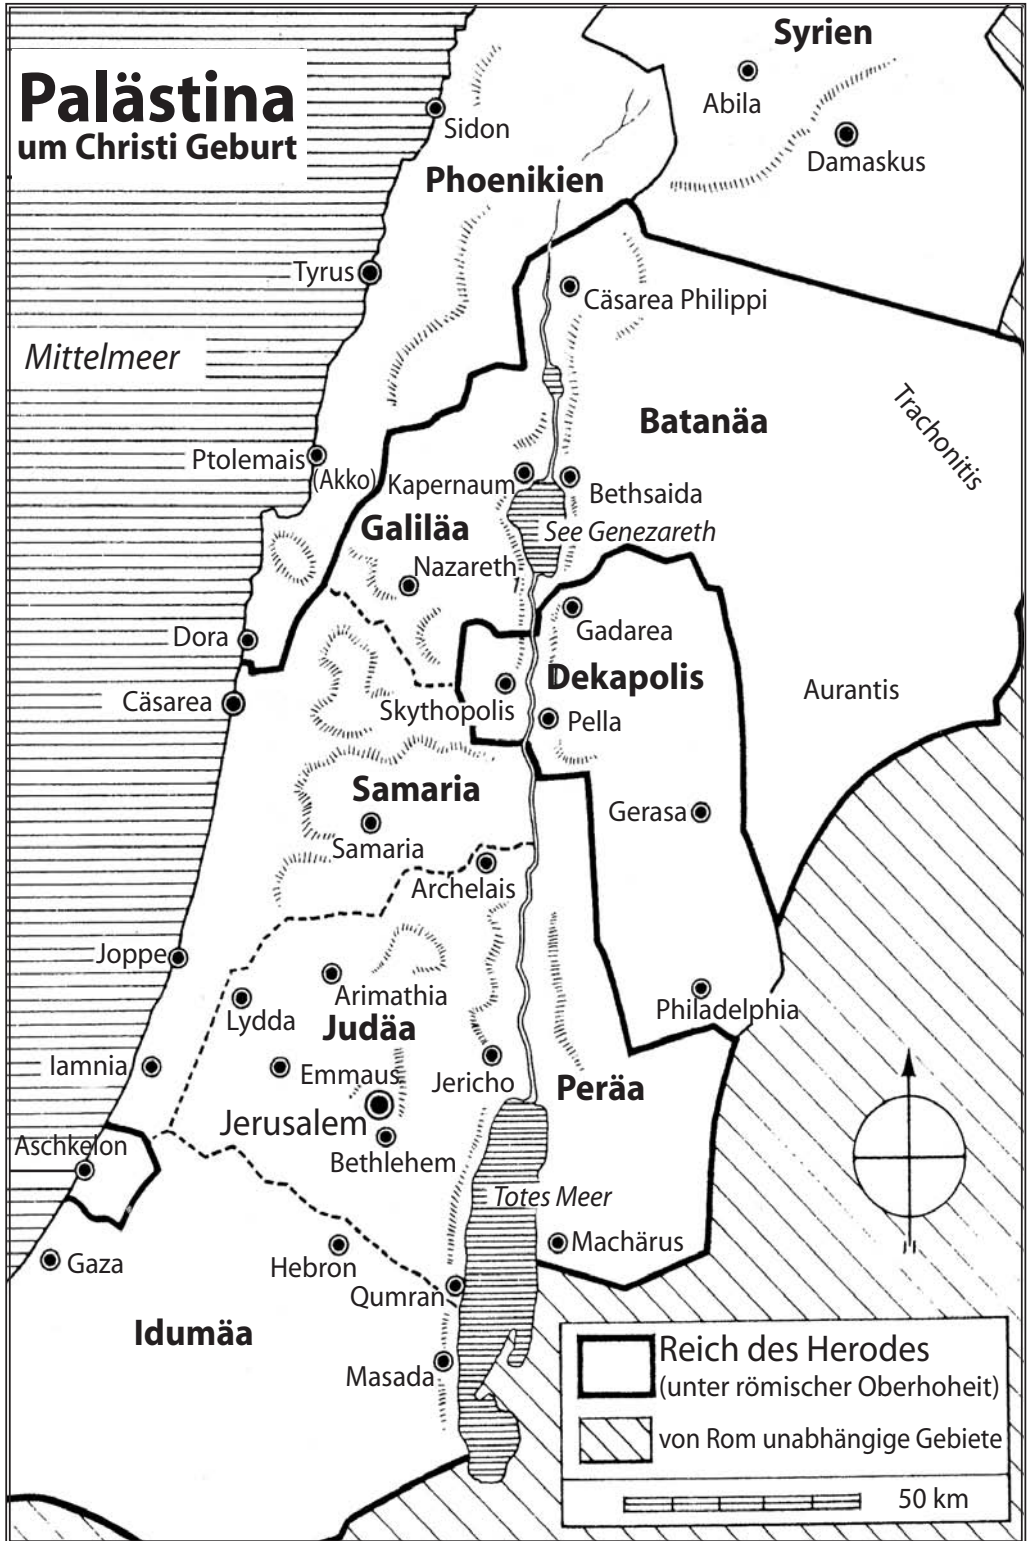 Palästina
um Christi Geburt
Syrien
Abila
Damaskus
Sidon
Phoenikien
Tyrus
Cäsarea Philippi
Mittelmeer
Batanäa
Trachonitis
Ptolemais
(Akko)
Kapernaum
Bethsaida
Galiläa
See Genezareth
Nazareth
Gadarea
Dora
Dekapolis
Cäsarea
Skythopolis
Pella
Aurantis
Samaria
Gerasa
Samaria
Archelais
Joppe
Arimathia
Lydda
Judäa
Philadelphia
Iamnia
Emmaus
Jericho
Peräa
Jerusalem
Aschkelon
Bethlehem
Totes Meer
Machärus
Gaza
Hebron
Qumran
Idumäa
Masada
Reich des Herodes
(unter römischer Oberhoheit)
von Rom unabhängige Gebiete
50 km